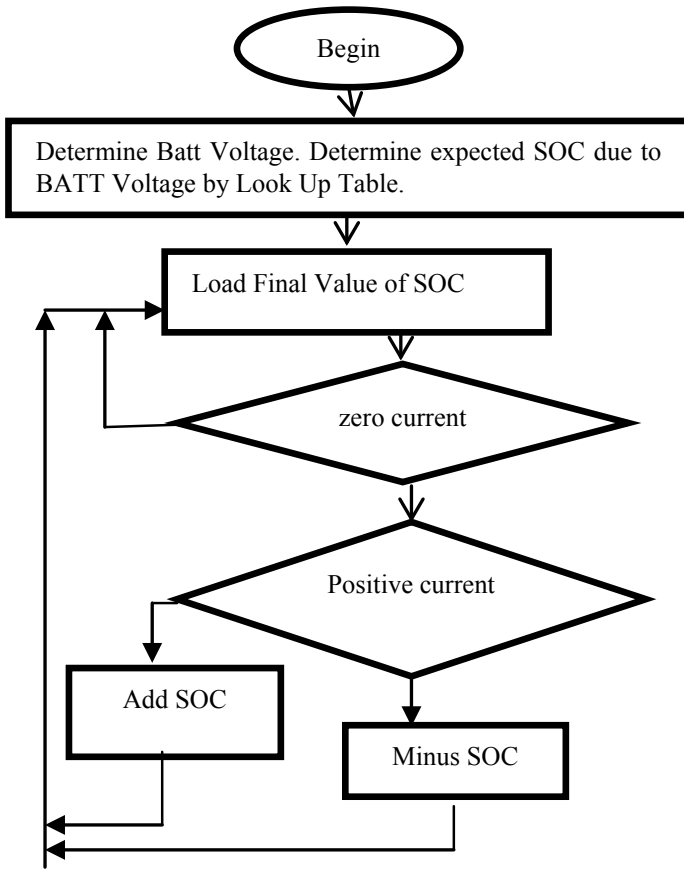 Begin
Determine Batt Voltage. Determine expected SOC due to
BATT Voltage by Look Up Table.
Load Final Value of SOC
zero current
Positive current
Add SOC
Minus SOC